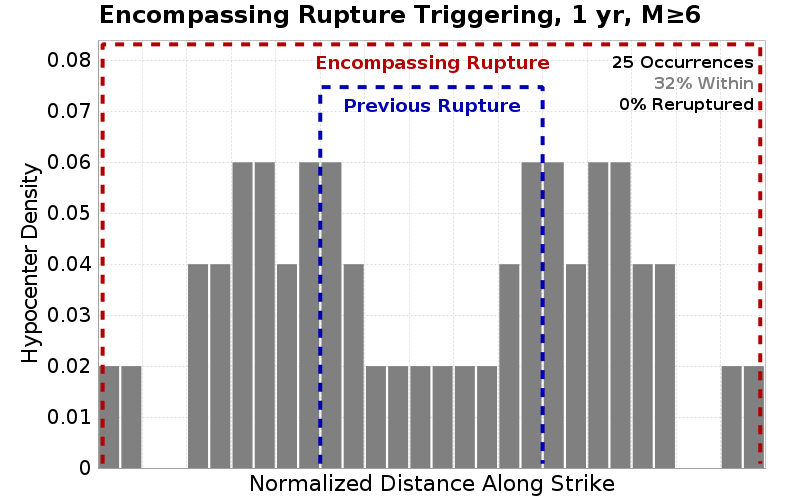 Encompassing Rupture Triggering, 1 yr, M≥6
0.08
0.07
0.06
0.05
0.04
0.03
0.02
0.01
0
Hypocenter Density
Encompassing Rupture
Previous Rupture
25 Occurrences
32% Within
0% Reruptured
Normalized Distance Along Strike